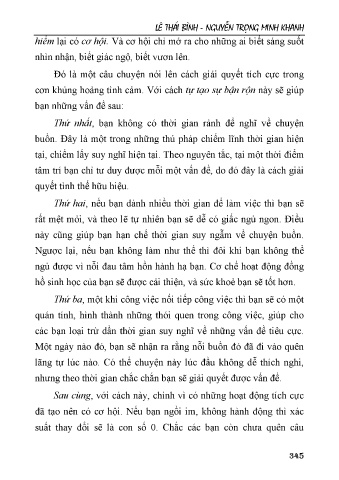 LÊ THÁI BÌNH - NGUYỄN TRỌNG MINH KHANH
hiểm lại có cơ hội. Và cơ hội chỉ mở ra cho những ai biết sáng suốt
nhìn nhận, biết giác ngộ, biết vươn lên.
Đó là một câu chuyện nói lên cách giải quyết tích cực trong
cơn khủng hoảng tình cảm. Với cách tự tạo sự bận rộn này sẽ giúp
bạn những vấn đề sau:
Thứ nhất, bạn không có thời gian rảnh để nghĩ về chuyện
buồn. Đây là một trong những thủ pháp chiếm lĩnh thời gian hiện
tại, chiếm lấy suy nghĩ hiện tại. Theo nguyên tắc, tại một thời điểm
tâm trí bạn chỉ tư duy được mỗi một vấn đề, do đó đây là cách giải
quyết tình thế hữu hiệu.
Thứ hai, nếu bạn dành nhiều thời gian để làm việc thì bạn sẽ
rất mệt mỏi, và theo lẽ tự nhiên bạn sẽ dễ có giấc ngủ ngon. Điều
này cũng giúp bạn hạn chế thời gian suy ngẫm về chuyện buồn.
Ngược lại, nếu bạn không làm như thế thì đôi khi bạn không thể
ngủ được vì nỗi đau tâm hồn hành hạ bạn. Cơ chế hoạt động đồng
hồ sinh học của bạn sẽ được cải thiện, và sức khoẻ bạn sẽ tốt hơn.
Thứ ba, một khi công việc nối tiếp công việc thì bạn sẽ có một
quán tính, hình thành những thói quen trong công việc, giúp cho
các bạn loại trừ dần thời gian suy nghĩ về những vấn đề tiêu cực.
Một ngày nào đó, bạn sẽ nhận ra rằng nỗi buồn đó đã đi vào quên
lãng tự lúc nào. Có thể chuyện này lúc đầu không dễ thích nghi,
nhưng theo thời gian chắc chắn bạn sẽ giải quyết được vấn đề.
Sau cùng, với cách này, chính vì có những hoạt động tích cực
đã tạo nên có cơ hội. Nếu bạn ngồi im, không hành động thì xác
suất thay đổi sẽ là con số 0. Chắc các bạn còn chưa quên câu
345